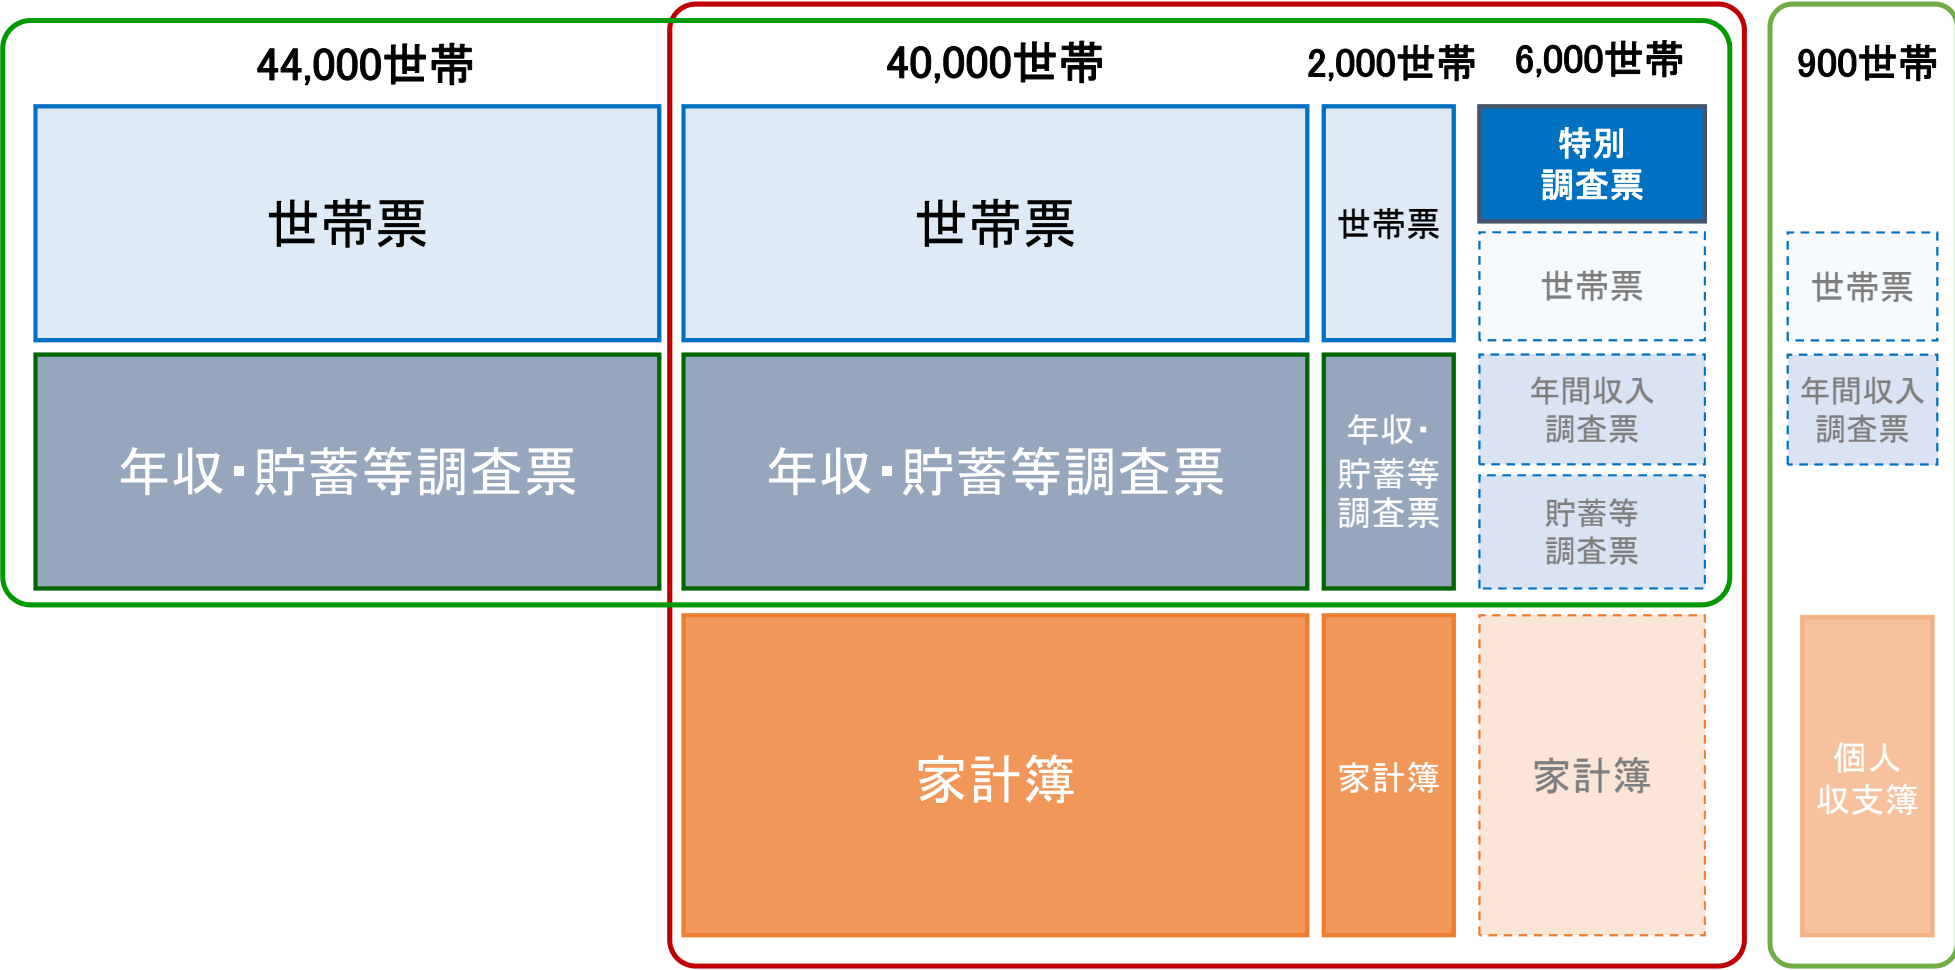 44,000世帯
40,000世帯
2,000世帯
6,000世帯
900世帯
世帯票
世帯票
世帯票
特別
調査票
世帯票
世帯票
年収・貯蓄等調査票
年収・貯蓄等調査票
年収・
貯蓄等
調査票
年間収入
調査票
貯蓄等
調査票
年間収入
調査票
家計簿
家計簿
家計簿
個人
収支簿